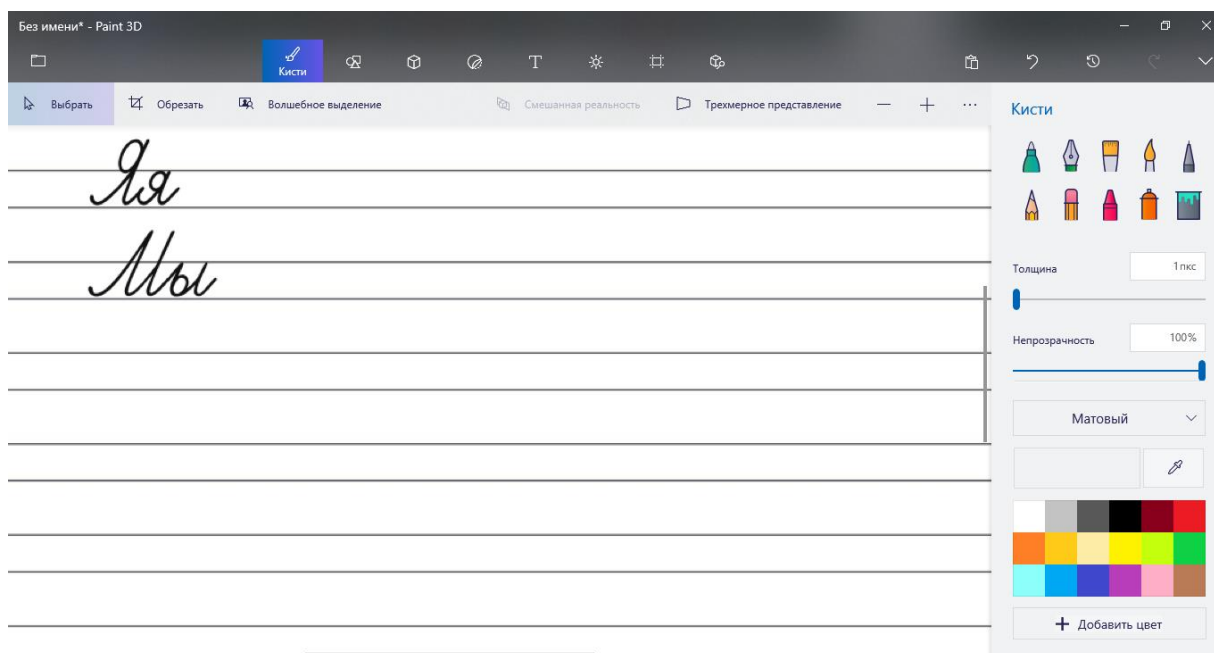 Без имени* - Paint 3D
Кисти
T
Выбрать Обрезать Волшебное выделение Смешанная реальность Трехмерное представление
Кисти
Яя
Мы
Толщина 1 пкс
Непрозрачность 100%
Матовый
Добавить цвет